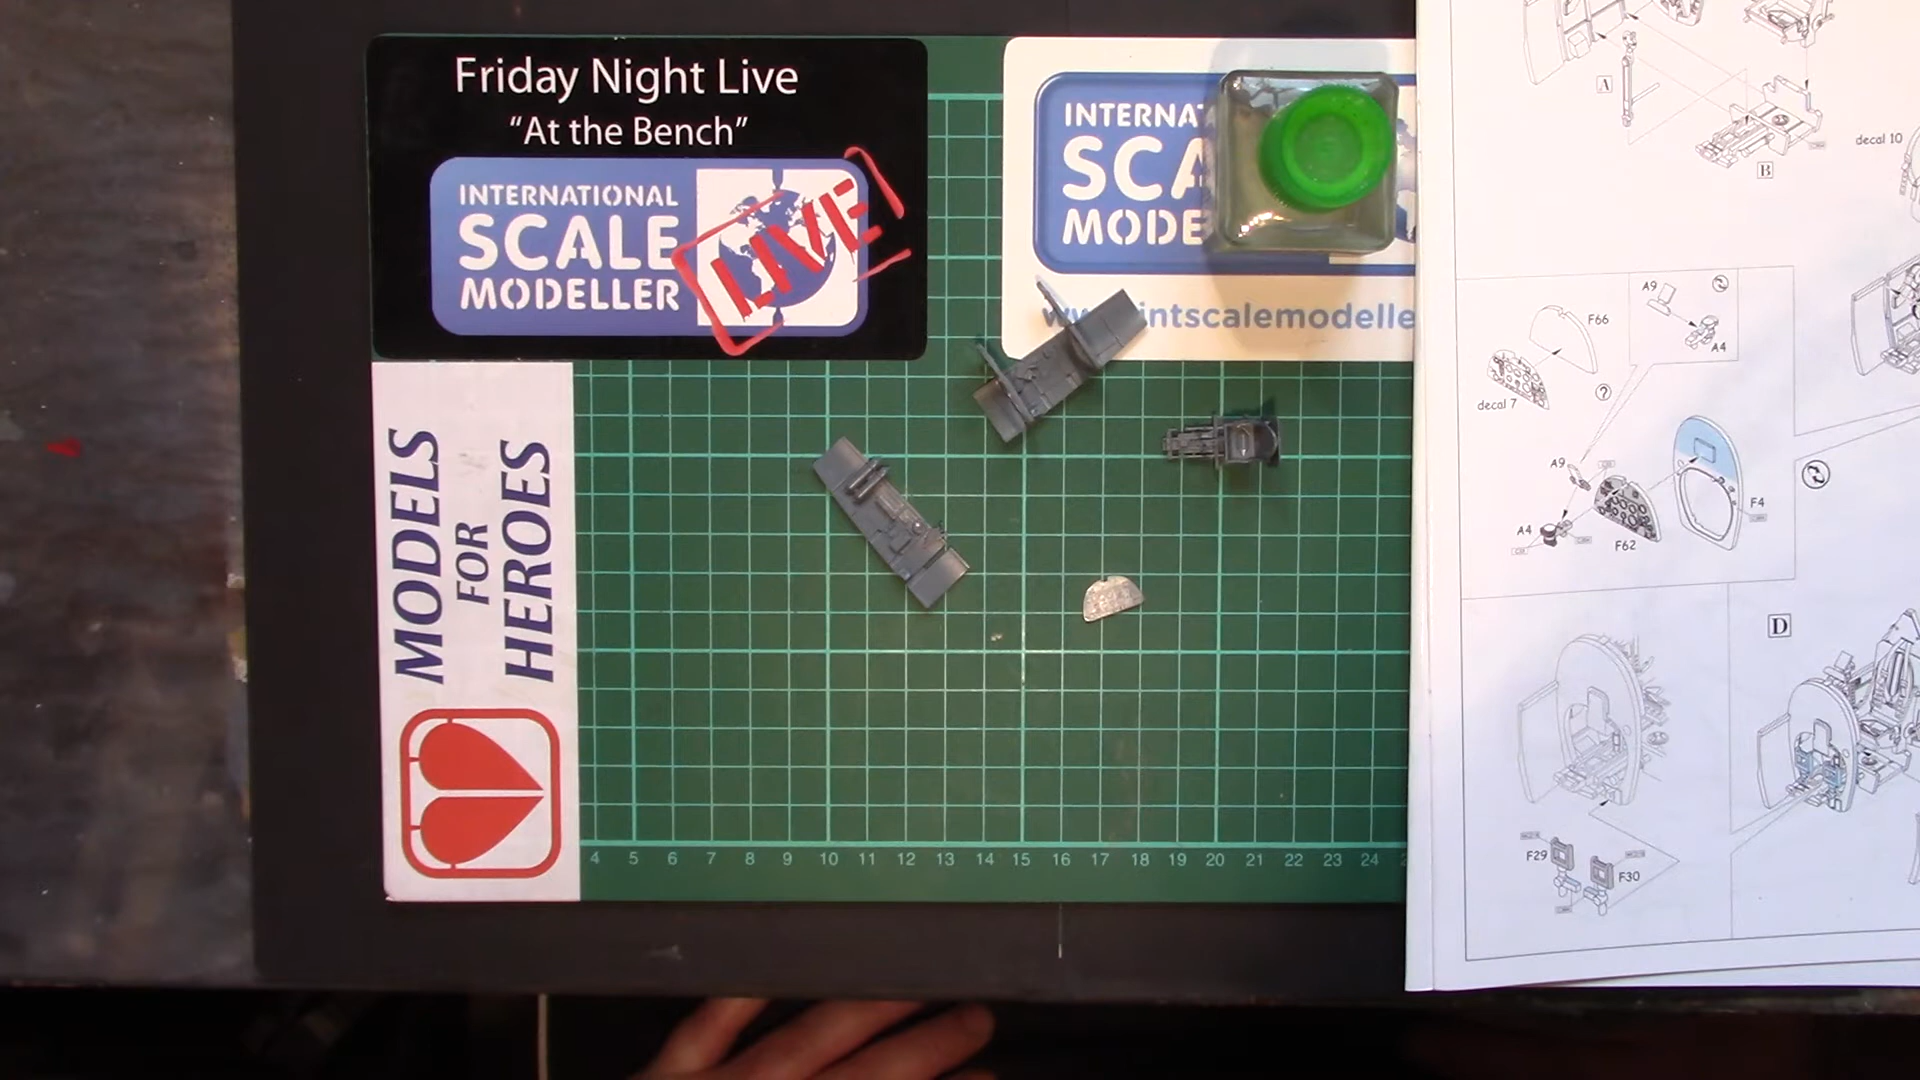 Friday Night Live
“At the Bench”
INTERNATIONAL
SCALE
MODELLER
LIVE!
INTERNAT
SCA
MODE
intscalemodelle
MODELS
FOR
HEROES
4 5 6 7 8 9 10 11 12 13 14 15 16 17 18 19 20 21 22 23 24
A
B
decal 10
A9
A4
F66
decal 7
?
A9
A4
F62
F4
D
F29
F30